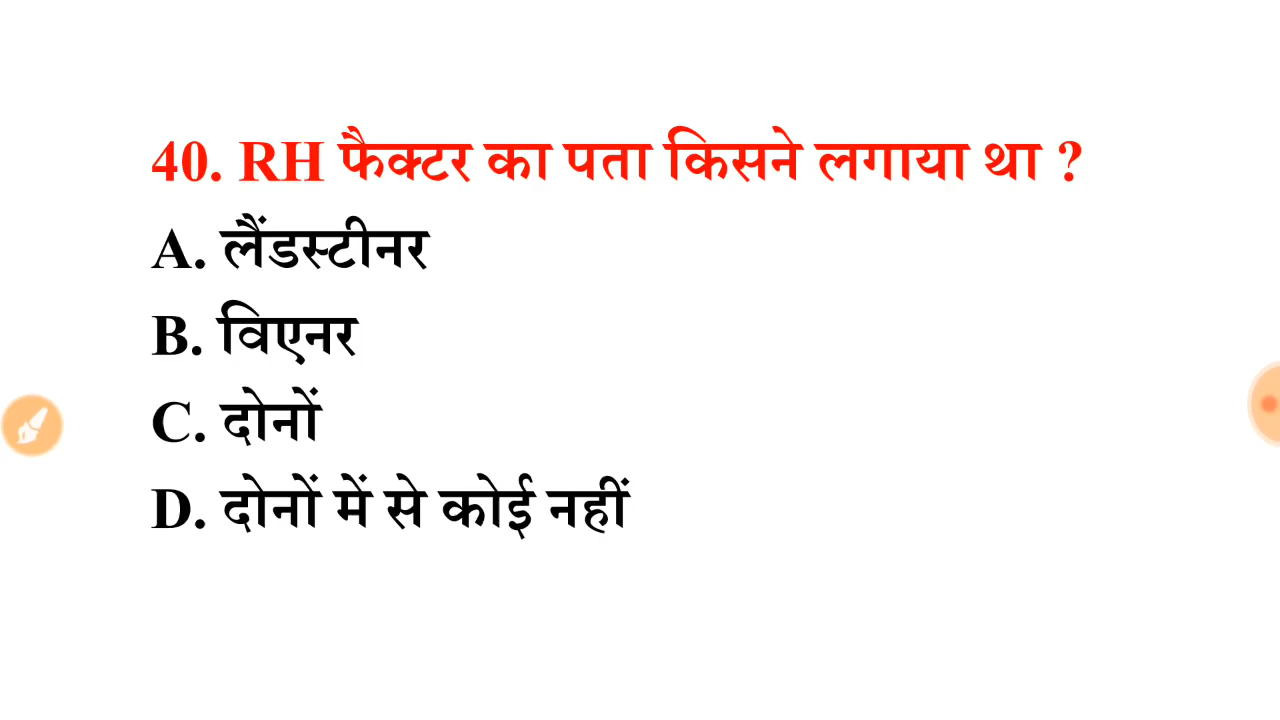 40. RH फैक्टर का पता किसने लगाया था ?
A. लैंडस्टीनर
B. विएनर
C. दोनों
D. दोनों में से कोई नहीं